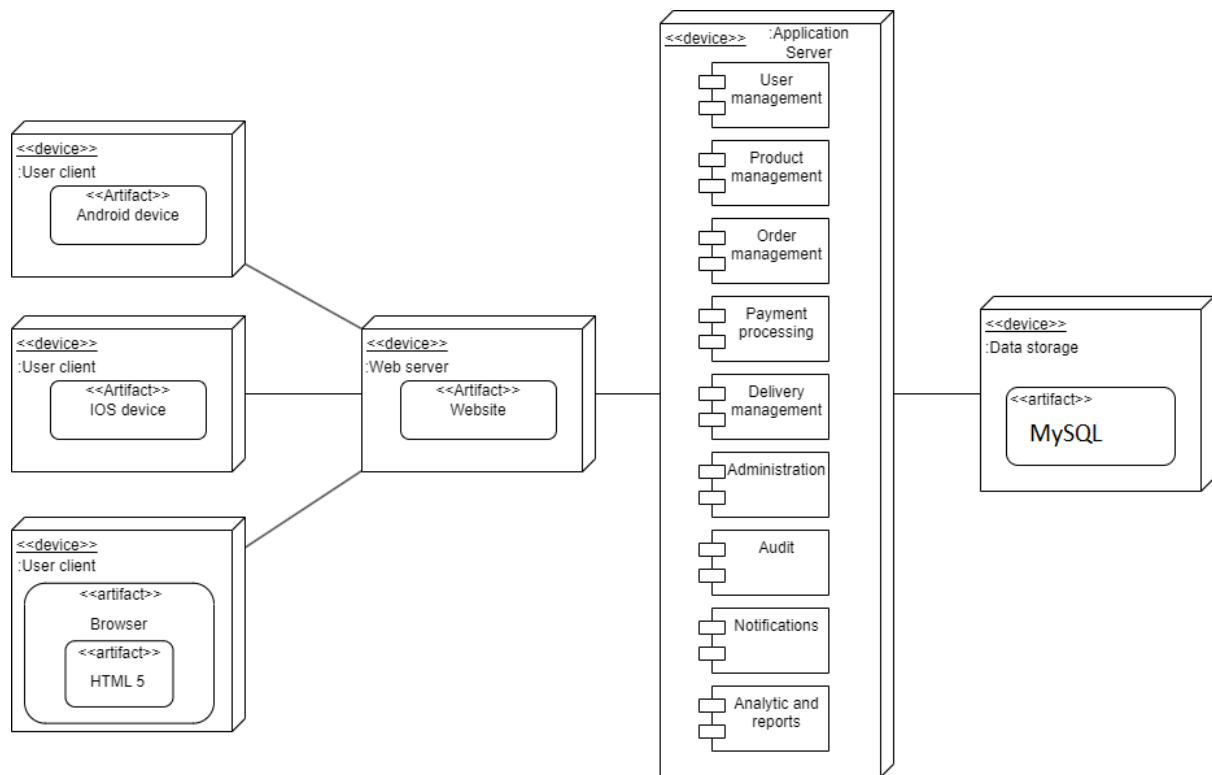 <<device>>
:User client
<<Artifact>>
Android device
<<device>>
:User client
<<Artifact>>
IOS device
<<device>>
:User client
<<artifact>>
Browser
<<artifact>>
HTML 5
<<device>>
:Web server
<<Artifact>>
Website
<<device>> :Application
Server
User
management
Product
management
Order
management
Payment
processing
Delivery
management
Administration
Audit
Notifications
Analytic and
reports
<<device>>
:Data storage
<<artifact>>
MySQL